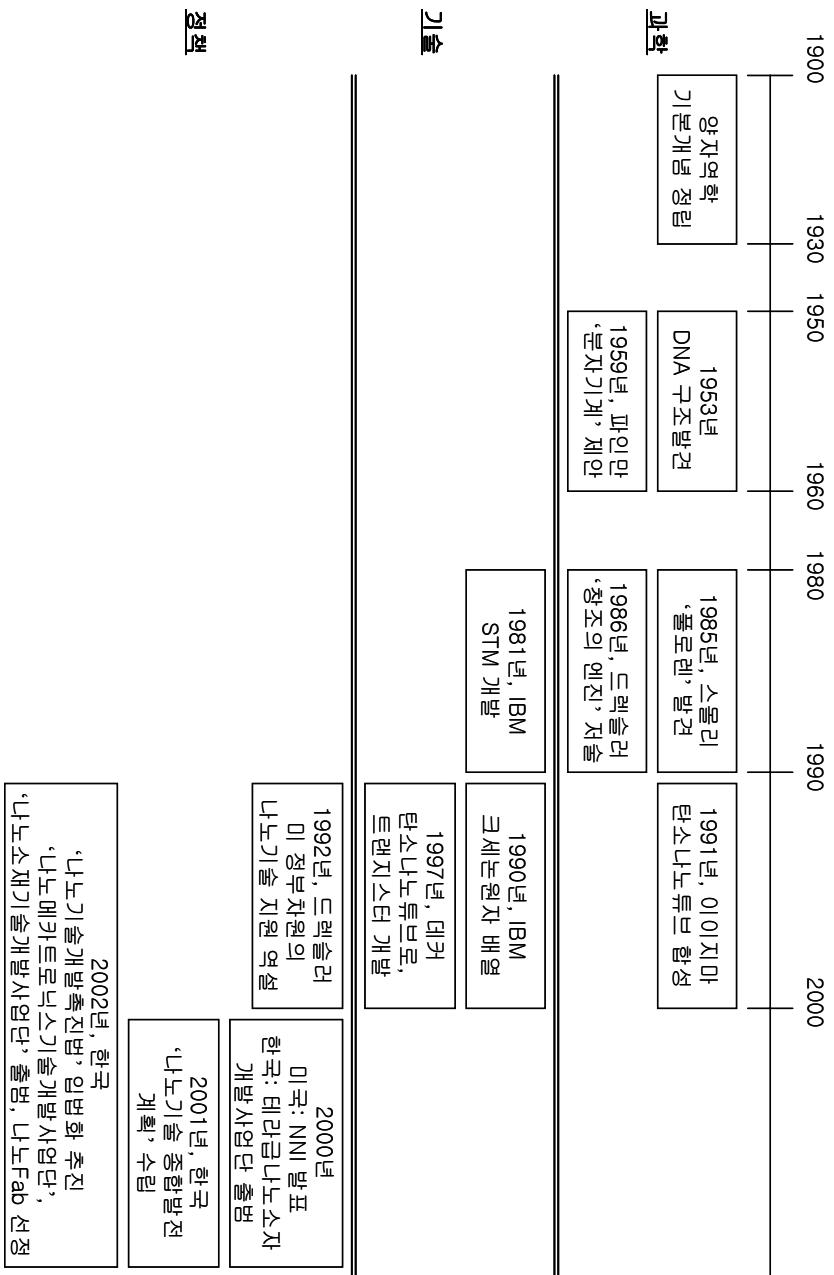 1900
1930
1950
1960
1980
1990
2000
과학
양자역학
기본개념 정립
1953년
DNA 구조발견
1959년, 파인만
‘분자기계’ 제안
1985년, 스몰리
‘풀로렌’ 발견
1986년, 드렉슬러
‘창조의 엔진’ 저술
1991년, 이이지마
탄소나노튜브 합성
기술
1981년, IBM
STM 개발
1990년, IBM
크세논원자 배열
1997년, 데커
탄소나노튜브로,
트랜지스터 개발
정책
1992년, 드렉슬러
미 정부차원의
나노기술 지원 역설
2000년
미국: NNI 발표
한국: 테라급나노소자
개발사업단 출범
2001년, 한국
‘나노기술 종합발전
계획’ 수립
2002년, 한국
‘나노기술개발촉진법’ 입법화 추진
‘나노메카트로닉스기술개발사업단’,
‘나노소재기술개발사업단’ 출범, 나노Fab 선정